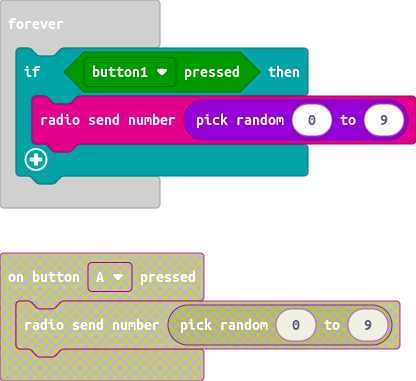 forever
if button1 pressed then
radio send number pick random 0 to 9
on button A pressed
radio send number pick random 0 to 9